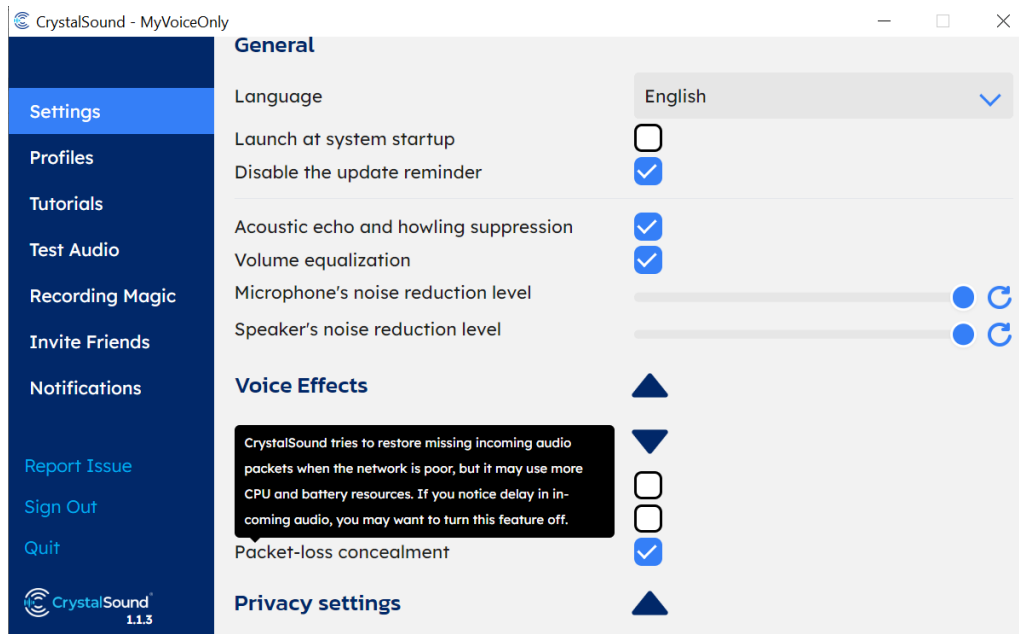 CrystalSound - MyVoiceOnly
Settings
Profiles
Tutorials
Test Audio
Recording Magic
Invite Friends
Notifications
Report Issue
Sign Out
Quit
CrystalSound
1.1.3
General
Language
English
Launch at system startup
Disable the update reminder
Acoustic echo and howling suppression
Volume equalization
Microphone's noise reduction level
Speaker's noise reduction level
Voice Effects
CrystalSound tries to restore missing incoming audio
packets when the network is poor, but it may use more
CPU and battery resources. If you notice delay in in-
coming audio, you may want to turn this feature off.
Packet-loss concealment
Privacy settings